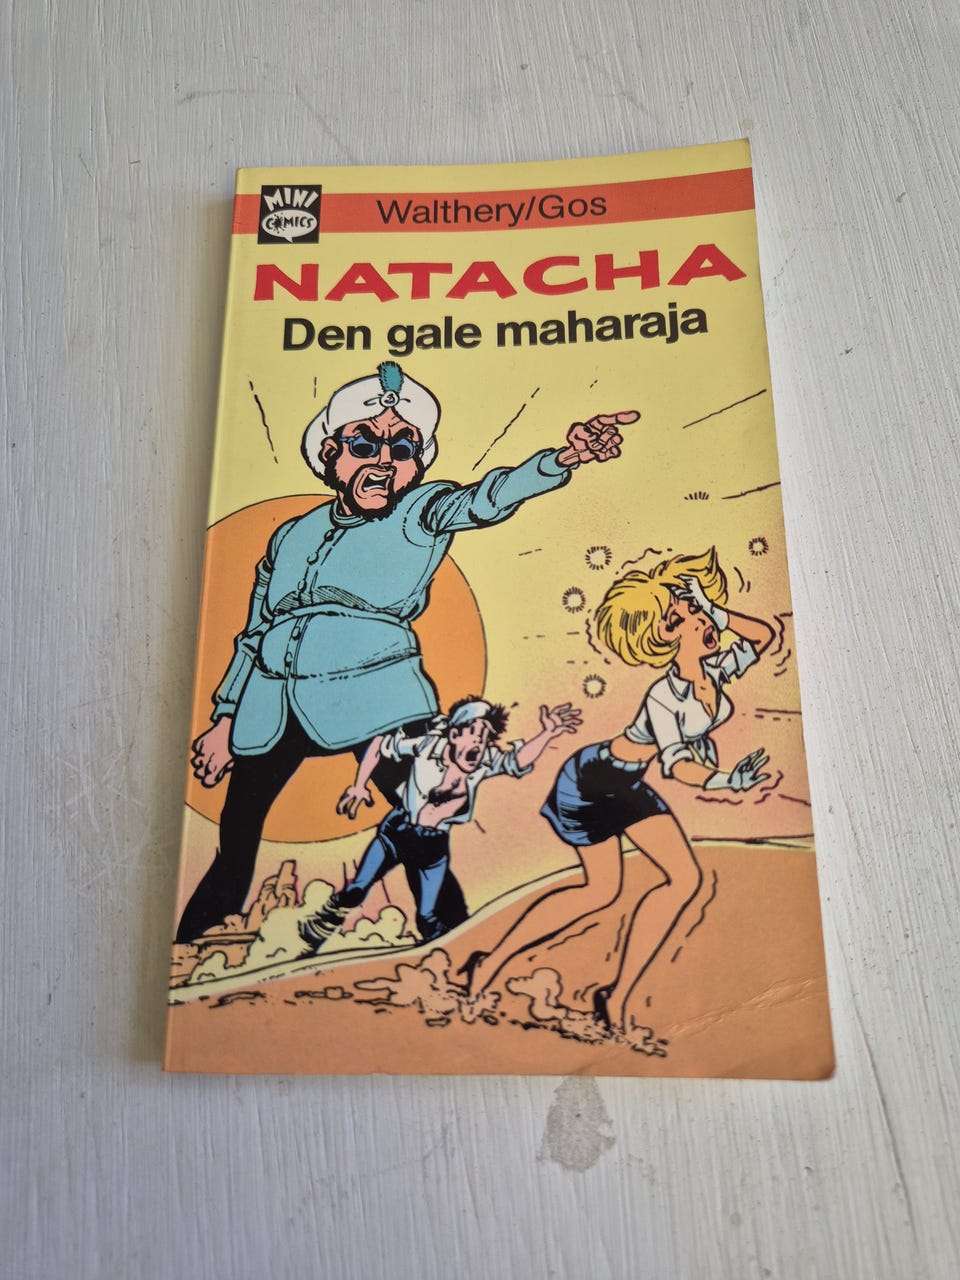 MINI
COMICS
Walthery/Gos
NATACHA
Den gale maharaja